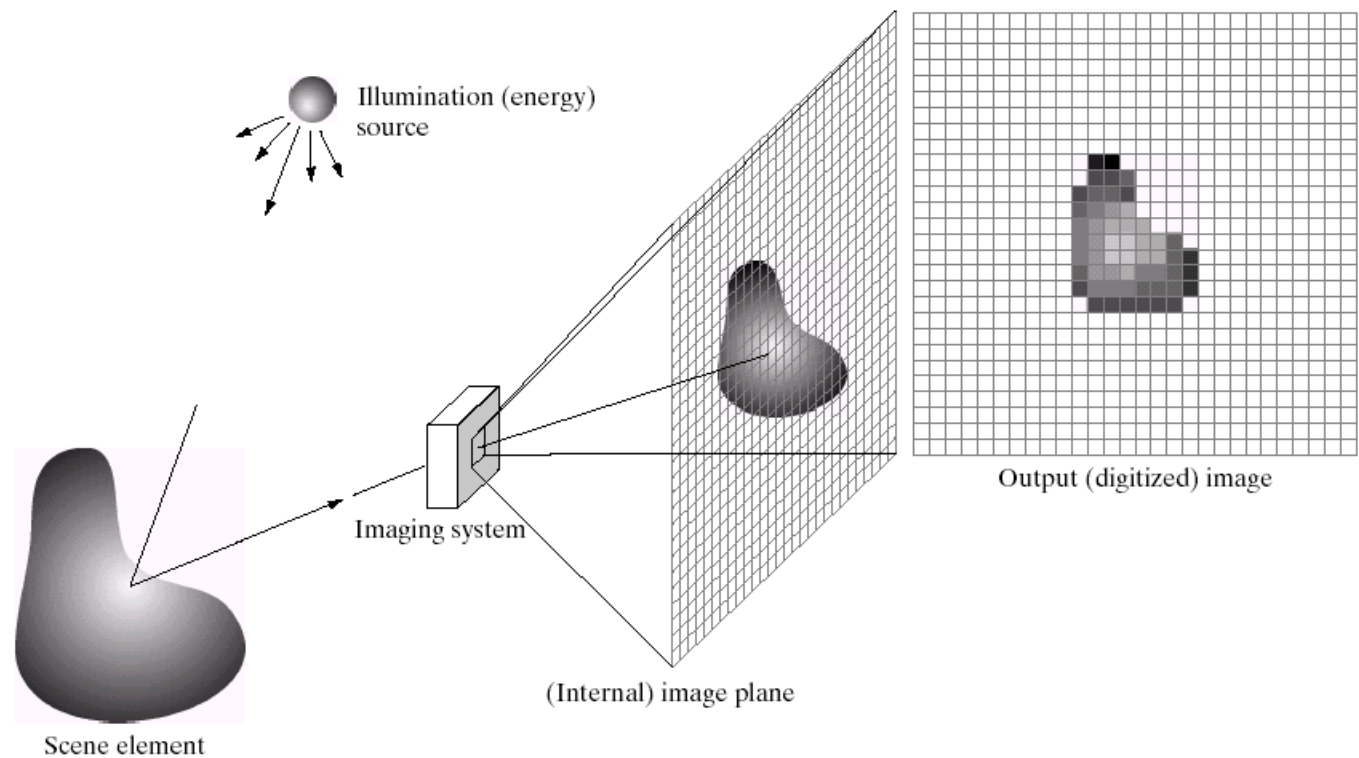 Illumination (energy)
source
Output (digitized) image
Imaging system
(Internal) image plane
Scene element